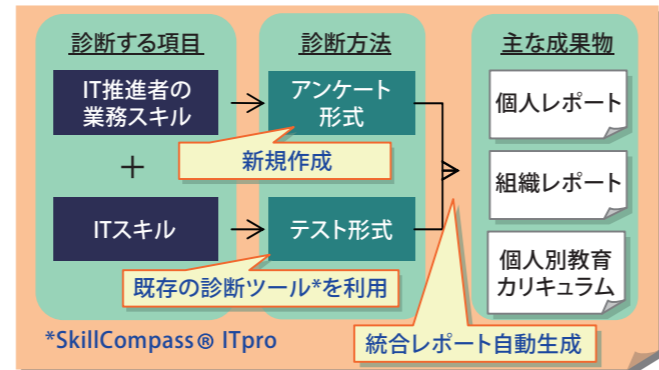 診断する項目
診断方法
主な成果物
IT推進者の
業務スキル
アンケート
形式
個人レポート
新規作成
+
組織レポート
ITスキル
テスト形式
個人別教育
カリキュラム
既存の診断ツール*を利用
*SkillCompass® ITpro
統合レポート自動生成